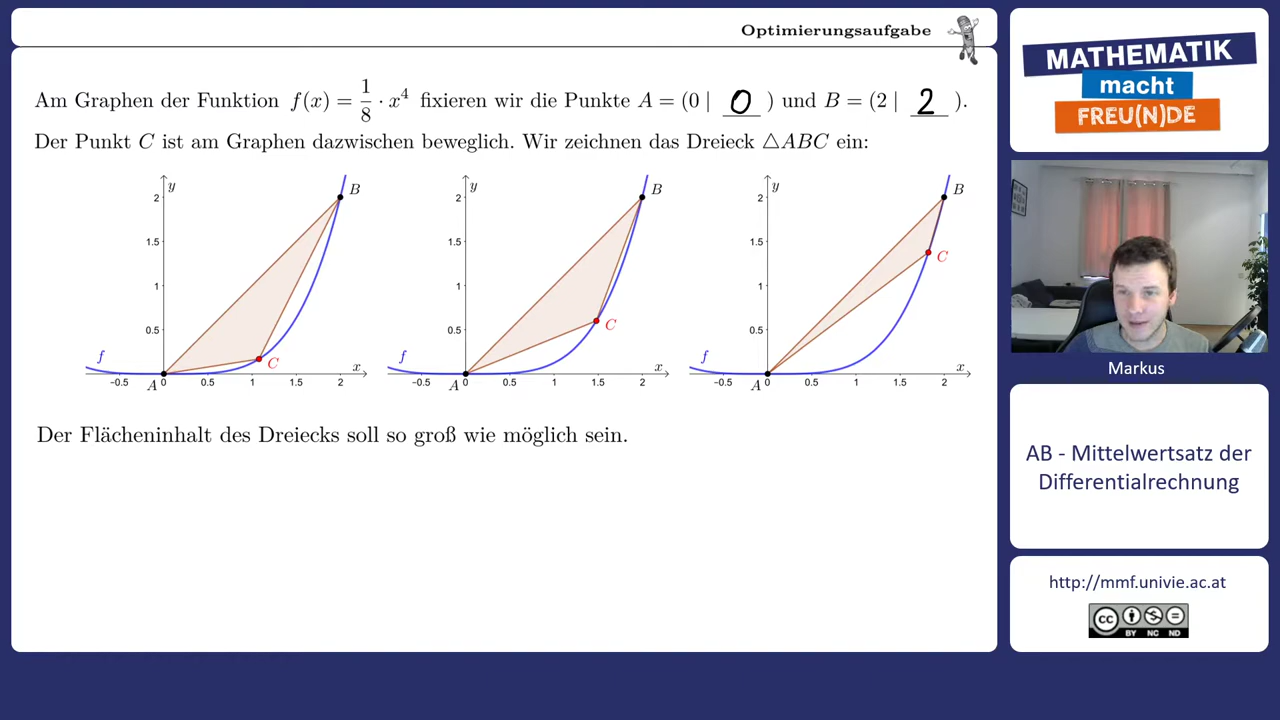 Optimierungsaufgabe
Am Graphen der Funktion f(x) = 1/8 · x⁴ fixieren wir die Punkte A = (0 | 0 ) und B = (2 | 2 ).
Der Punkt C ist am Graphen dazwischen beweglich. Wir zeichnen das Dreieck △ABC ein:
y
2
1.5
1
0.5
f
A
B
C
x
−0.5
0
0.5
1
1.5
2
y
2
1.5
1
0.5
f
A
B
C
x
−0.5
0
0.5
1
1.5
2
y
2
1.5
1
0.5
f
A
B
C
x
−0.5
0
0.5
1
1.5
2
Der Flächeninhalt des Dreiecks soll so groß wie möglich sein.
MATHEMATIK
macht
FREU(N)DE
Markus
AB - Mittelwertsatz der
Differentialrechnung
http://mmf.univie.ac.at
CC
BY NC ND